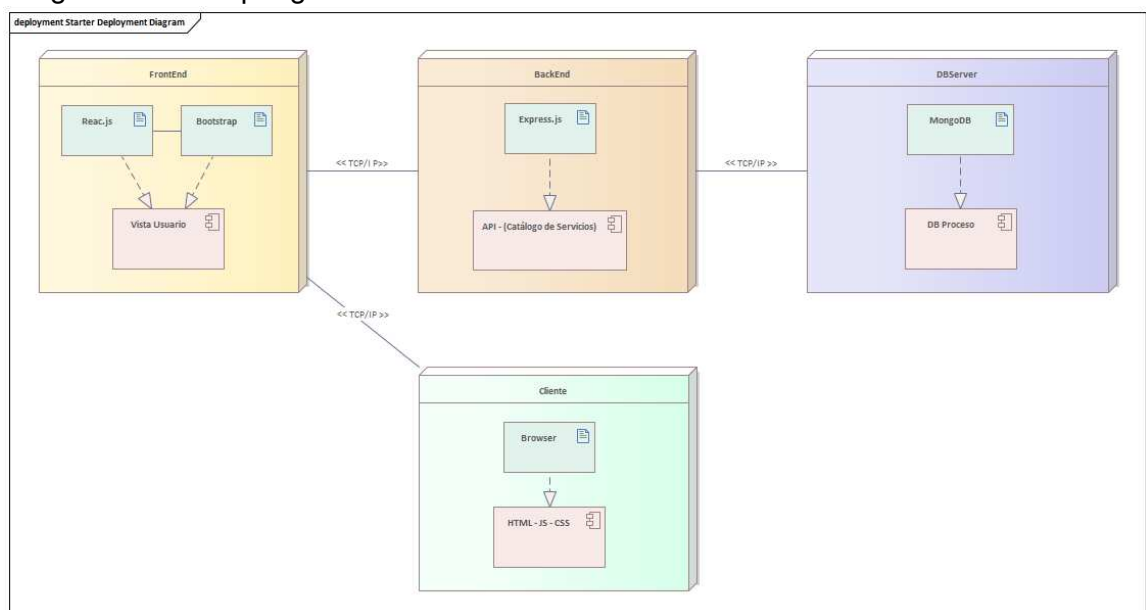 deployment Starter Deployment Diagram
FrontEnd
Reac.js
Bootstrap
Vista Usuario
<< TCP/I P>>
BackEnd
Express.js
API - (Catálogo de Servicios)
<< TCP/IP >>
DBServer
MongoDB
DB Proceso
<< TCP/IP >>
Cliente
Browser
HTML - JS - CSS